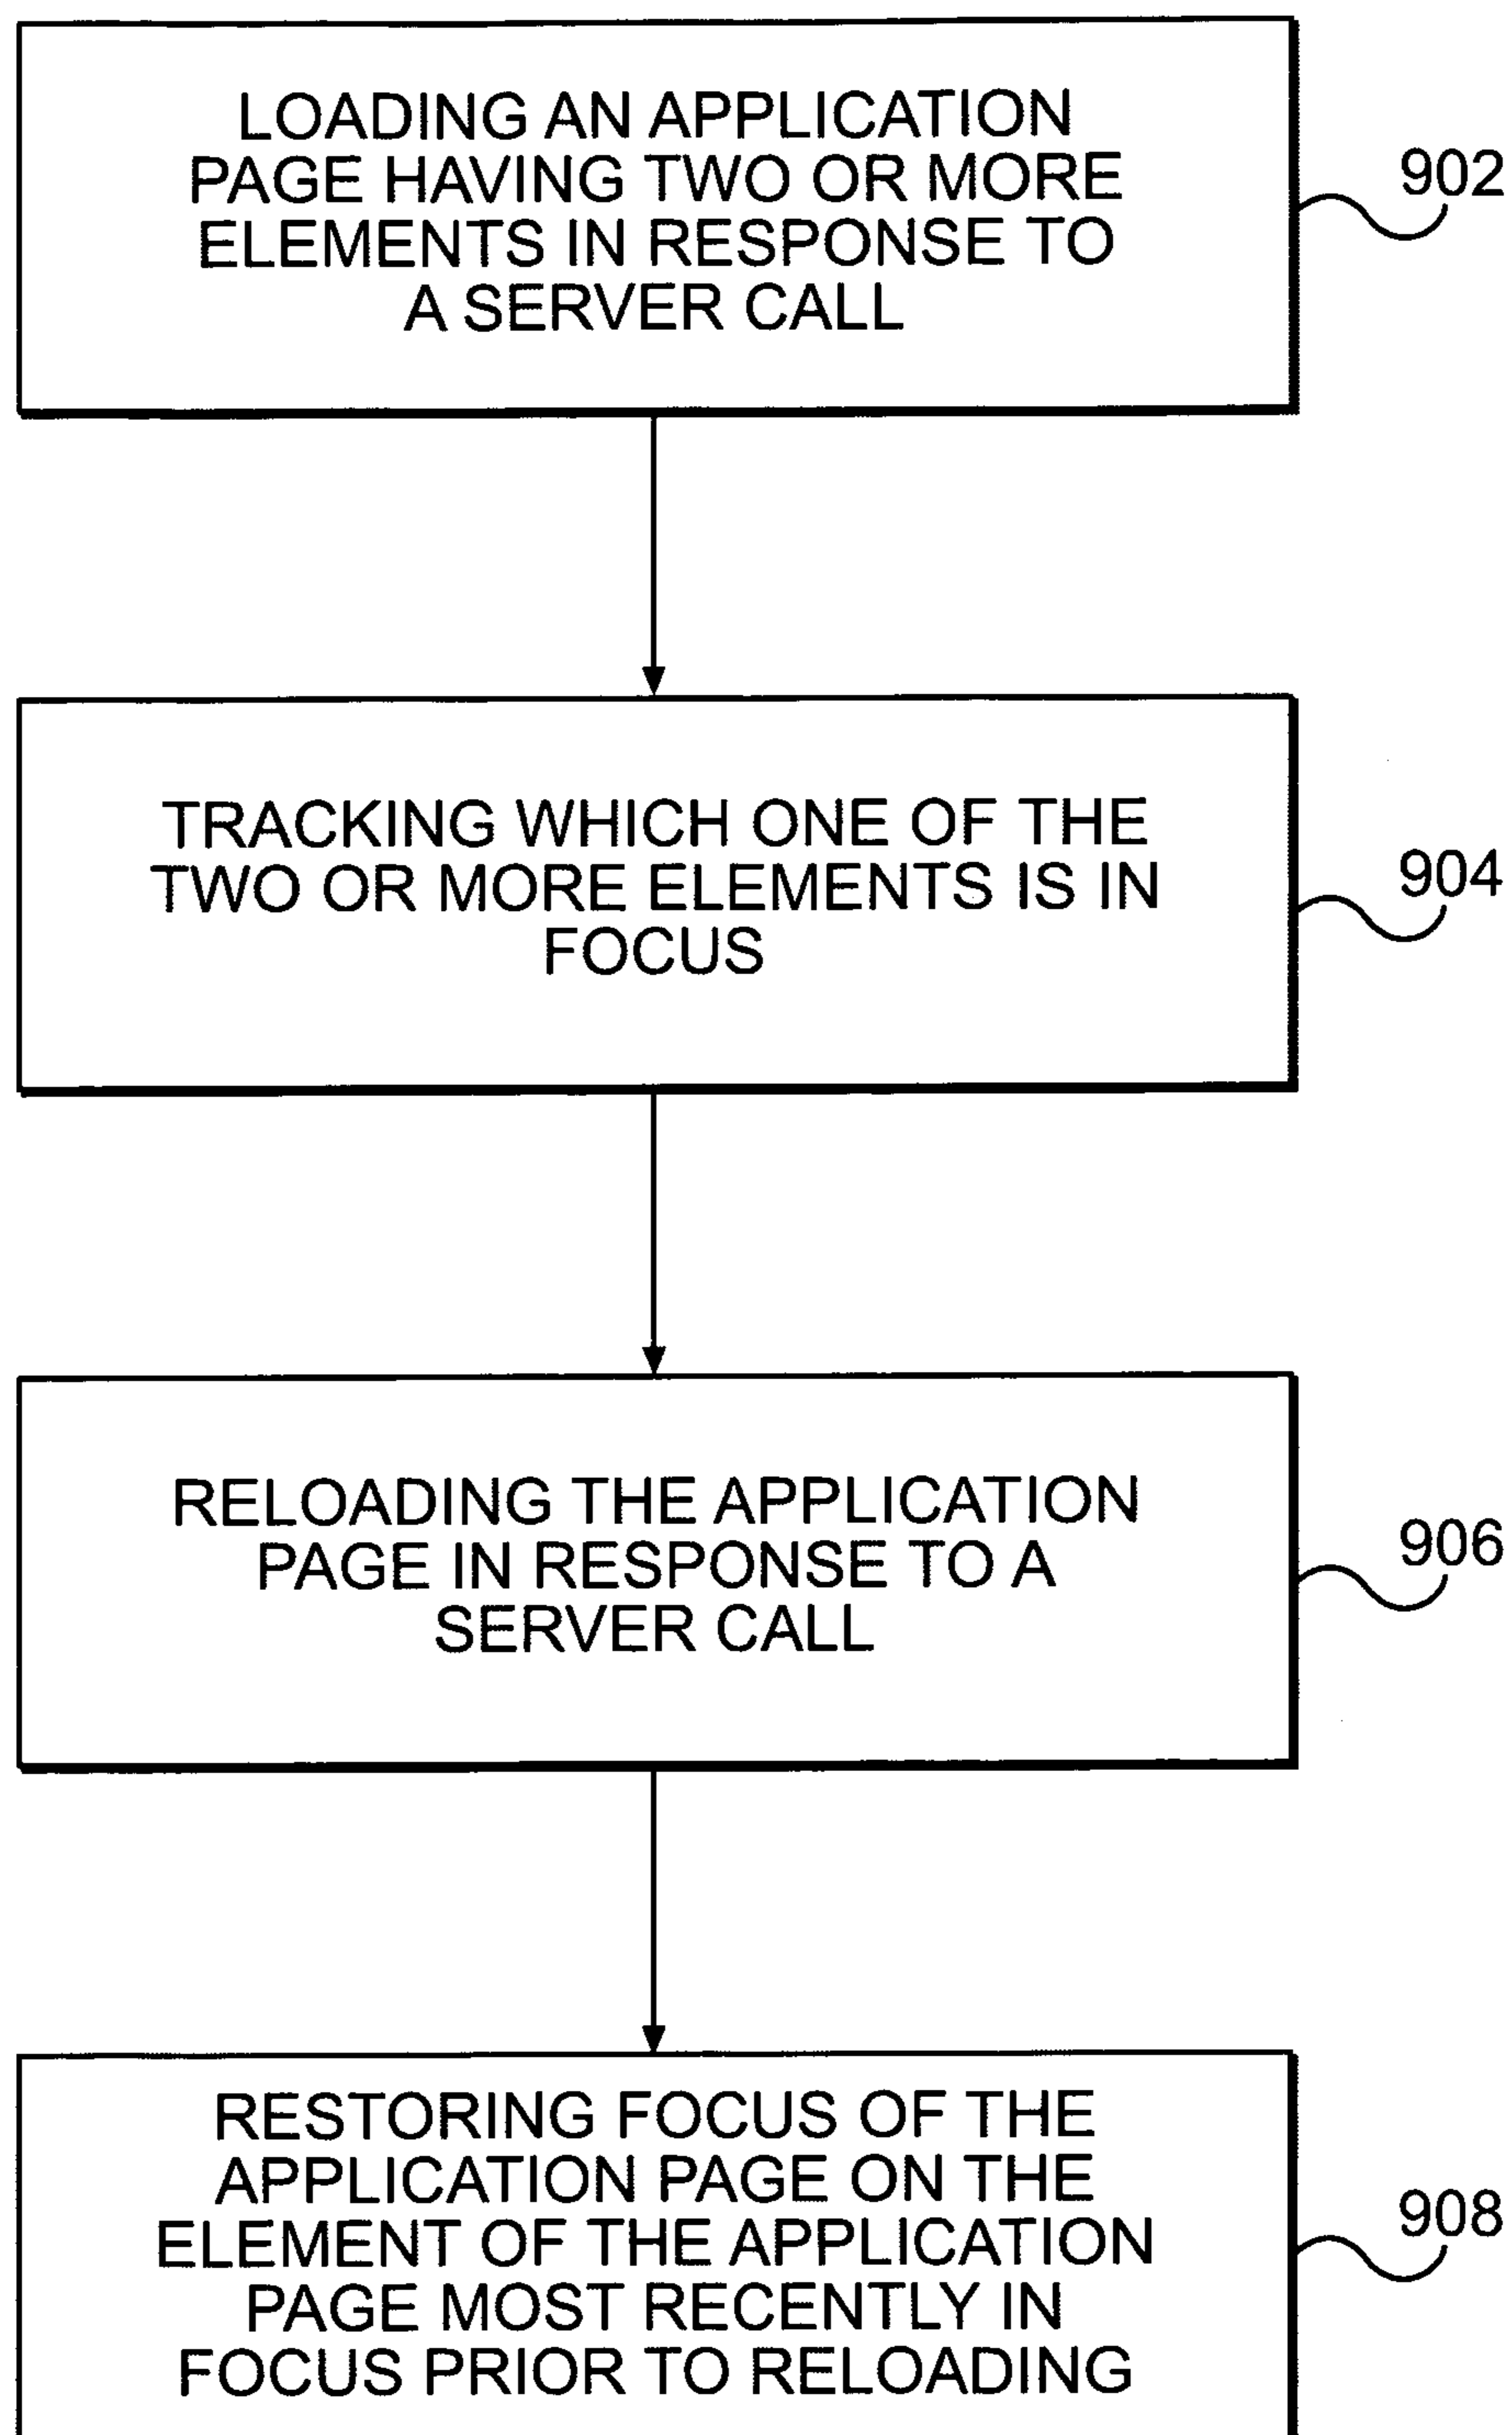 LOADING AN APPLICATION
PAGE HAVING TWO OR MORE
ELEMENTS IN RESPONSE TO
A SERVER CALL
902
TRACKING WHICH ONE OF THE
TWO OR MORE ELEMENTS IS IN
FOCUS
904
RELOADING THE APPLICATION
PAGE IN RESPONSE TO A
SERVER CALL
906
RESTORING FOCUS OF THE
APPLICATION PAGE ON THE
ELEMENT OF THE APPLICATION
PAGE MOST RECENTLY IN
FOCUS PRIOR TO RELOADING
908